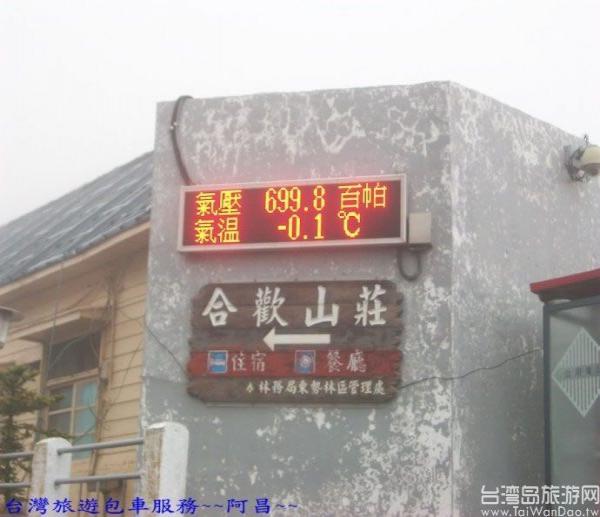 氣壓 699.8 百帕
氣温 -0.1 ℃
合歡山莊
住宿 餐廳
林務局東勢林區管理處
台灣旅遊包車服務~~阿昌~~
台湾岛旅游网
www.TaiWanDao.tw